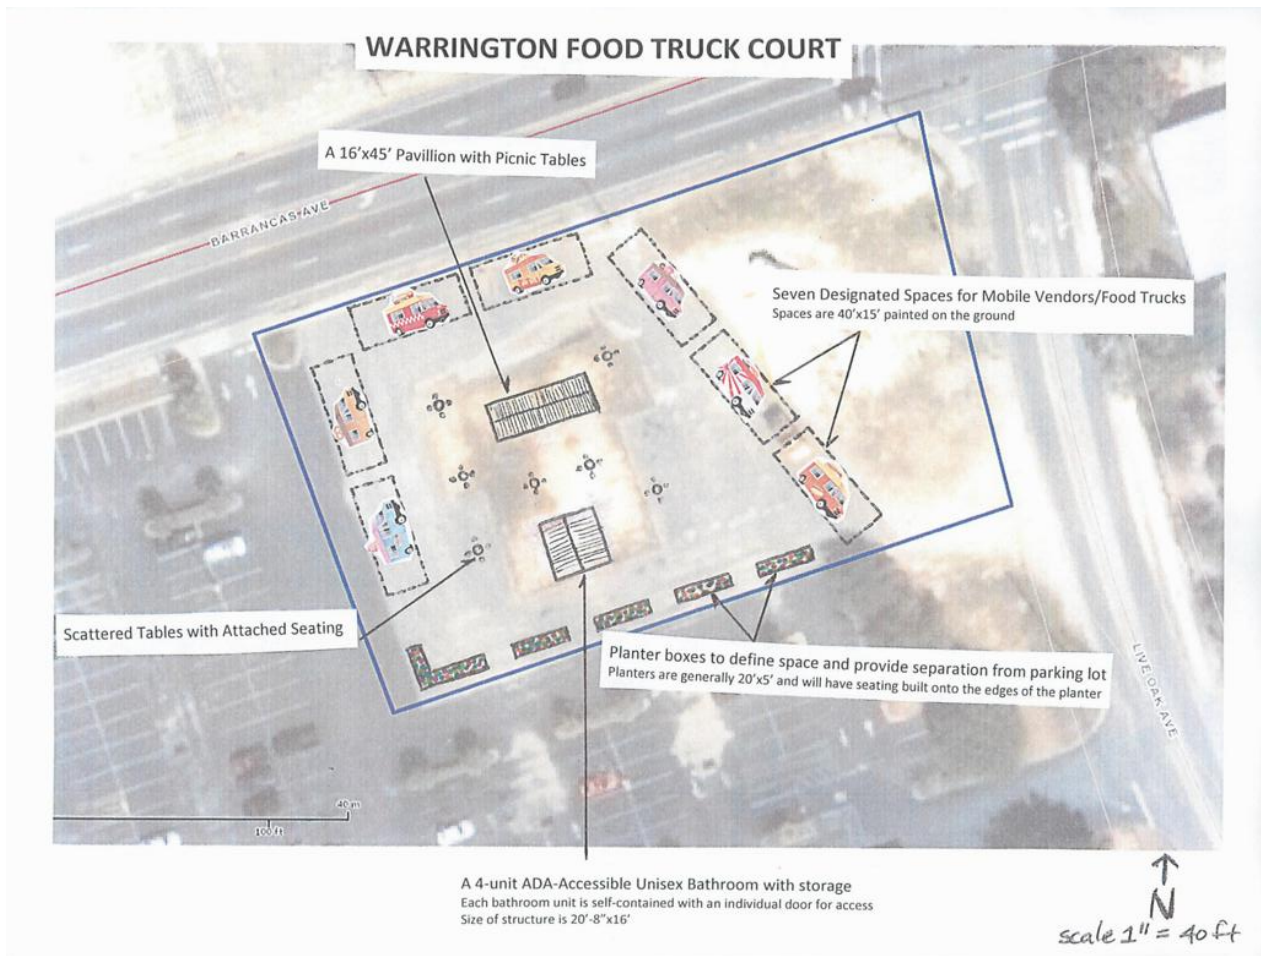 WARRINGTON FOOD TRUCK COURT
A 16'x45' Pavillion with Picnic Tables
BARRANCAS AVE
Seven Designated Spaces for Mobile Vendors/Food Trucks
Spaces are 40'x15' painted on the ground
Scattered Tables with Attached Seating
Planter boxes to define space and provide separation from parking lot
Planters are generally 20'x5' and will have seating built onto the edges of the planter
LIVE OAK AVE
40 m
100 ft
A 4-unit ADA-Accessible Unisex Bathroom with storage
Each bathroom unit is self-contained with an individual door for access
Size of structure is 20'-8"x16'
N
scale 1" = 40 ft